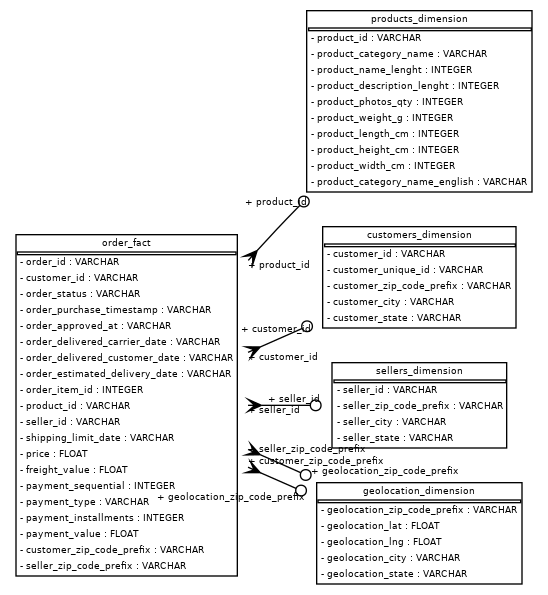 products_dimension
- product_id : VARCHAR
- product_category_name : VARCHAR
- product_name_lenght : INTEGER
- product_description_lenght : INTEGER
- product_photos_qty : INTEGER
- product_weight_g : INTEGER
- product_length_cm : INTEGER
- product_height_cm : INTEGER
- product_width_cm : INTEGER
- product_category_name_english : VARCHAR
+ product_id
+ product_id
customers_dimension
- customer_id : VARCHAR
- customer_unique_id : VARCHAR
- customer_zip_code_prefix : VARCHAR
- customer_city : VARCHAR
- customer_state : VARCHAR
+ customer_id
+ customer_id
order_fact
- order_id : VARCHAR
- customer_id : VARCHAR
- order_status : VARCHAR
- order_purchase_timestamp : VARCHAR
- order_approved_at : VARCHAR
- order_delivered_carrier_date : VARCHAR
- order_delivered_customer_date : VARCHAR
- order_estimated_delivery_date : VARCHAR
- order_item_id : INTEGER
- product_id : VARCHAR
- seller_id : VARCHAR
- shipping_limit_date : VARCHAR
- price : FLOAT
- freight_value : FLOAT
- payment_sequential : INTEGER
- payment_type : VARCHAR
- payment_installments : INTEGER
- payment_value : FLOAT
- customer_zip_code_prefix : VARCHAR
- seller_zip_code_prefix : VARCHAR
sellers_dimension
- seller_id : VARCHAR
- seller_zip_code_prefix : VARCHAR
- seller_city : VARCHAR
- seller_state : VARCHAR
+ seller_id
+ seller_id
+ seller_zip_code_prefix
+ customer_zip_code_prefix
+ geolocation_zip_code_prefix
+ geolocation_zip_code_prefix
geolocation_dimension
- geolocation_zip_code_prefix : VARCHAR
- geolocation_lat : FLOAT
- geolocation_lng : FLOAT
- geolocation_city : VARCHAR
- geolocation_state : VARCHAR